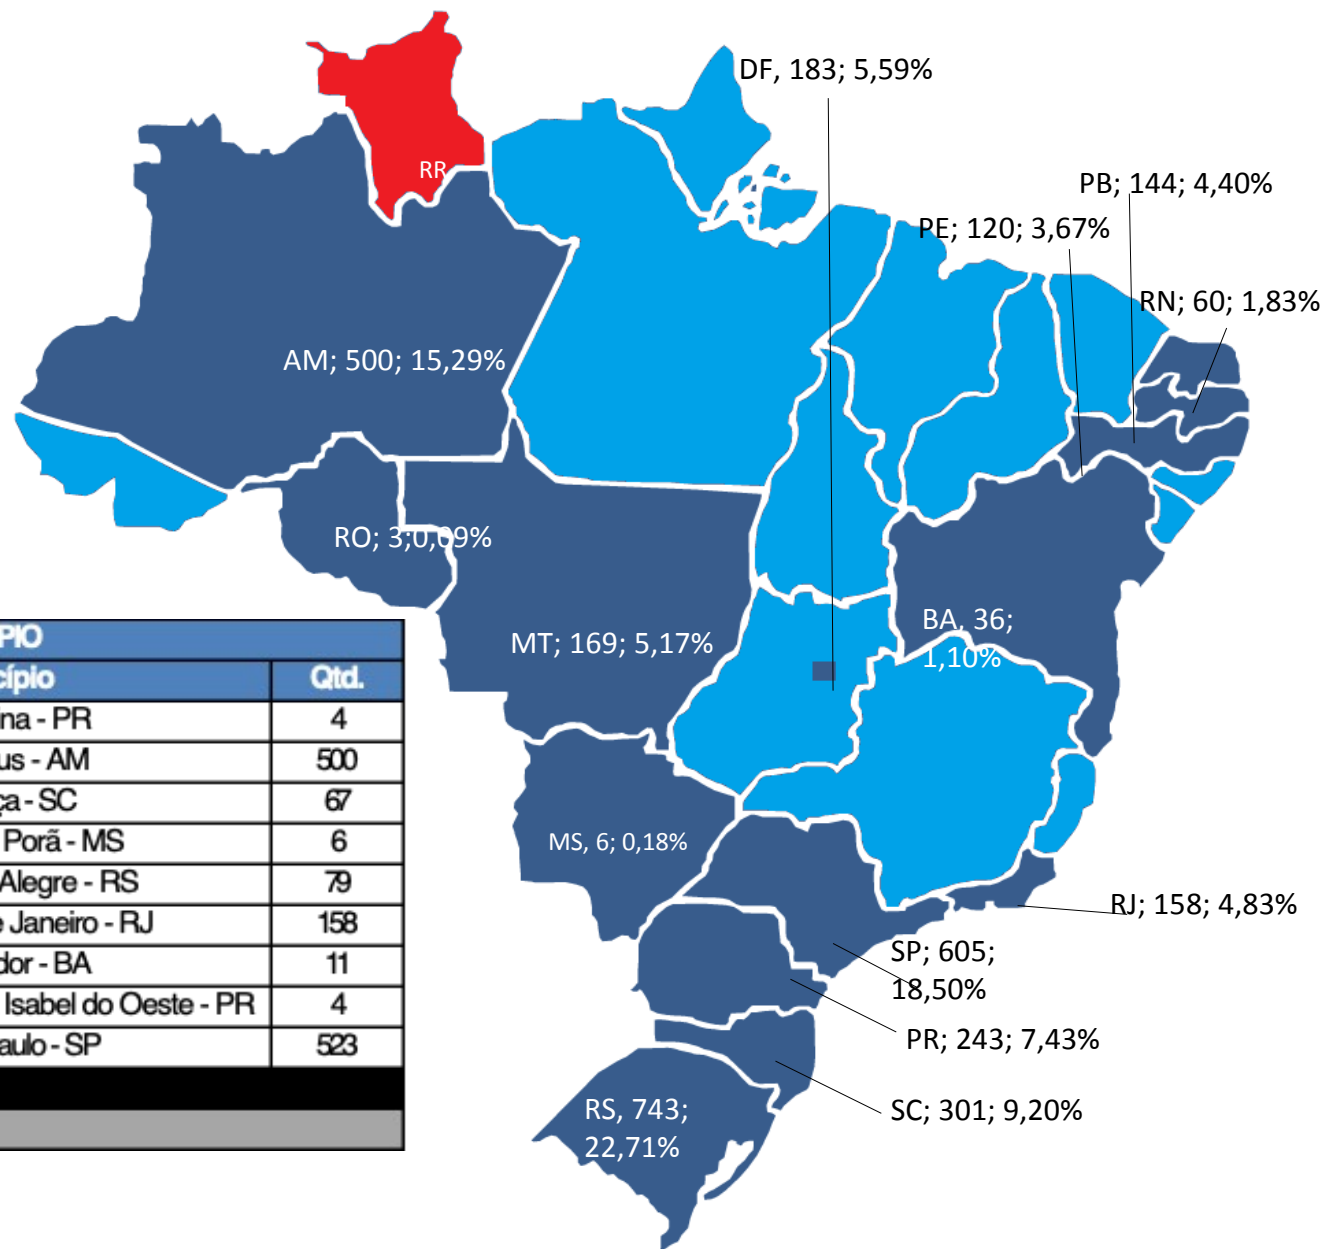 DF, 183; 5,59%
PB; 144; 4,40%
RR
PE; 120; 3,67%
RN; 60; 1,83%
AM; 500; 15,29%
RO; 3;0,09%
BA, 36;
1,10%
MT; 169; 5,17%
PIO
cípio Qtd.
ina - PR 4
us - AM 500
ça - SC 67
Porã - MS 6
Alegre - RS 79
e Janeiro - RJ 158
dor - BA 11
Isabel do Oeste - PR 4
aulo - SP 523
MS, 6; 0,18%
RJ; 158; 4,83%
SP; 605;
18,50%
PR; 243; 7,43%
SC; 301; 9,20%
RS, 743;
22,71%